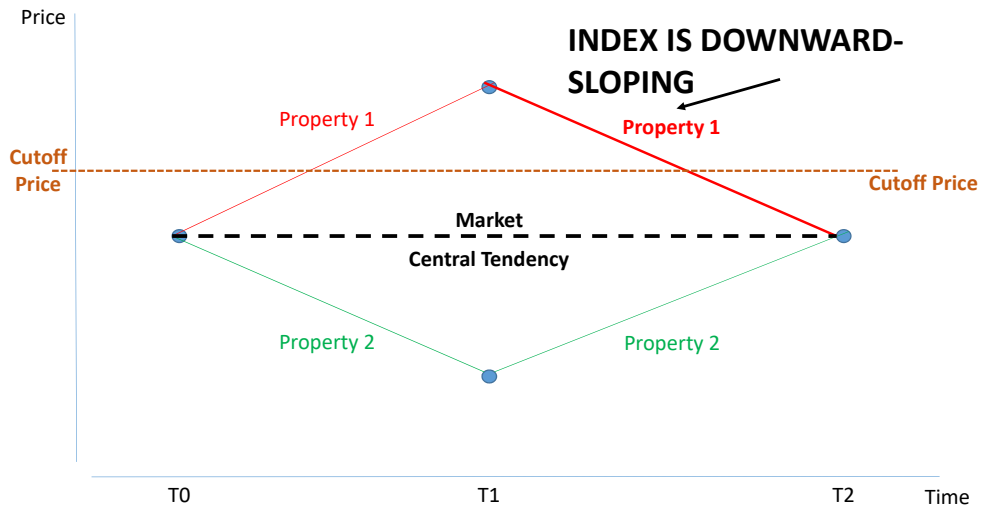 Price
INDEX IS DOWNWARD-
SLOPING
Property 1
Property 1
Cutoff
Price
Cutoff Price
Market
Central Tendency
Property 2
Property 2
T0
T1
T2
Time